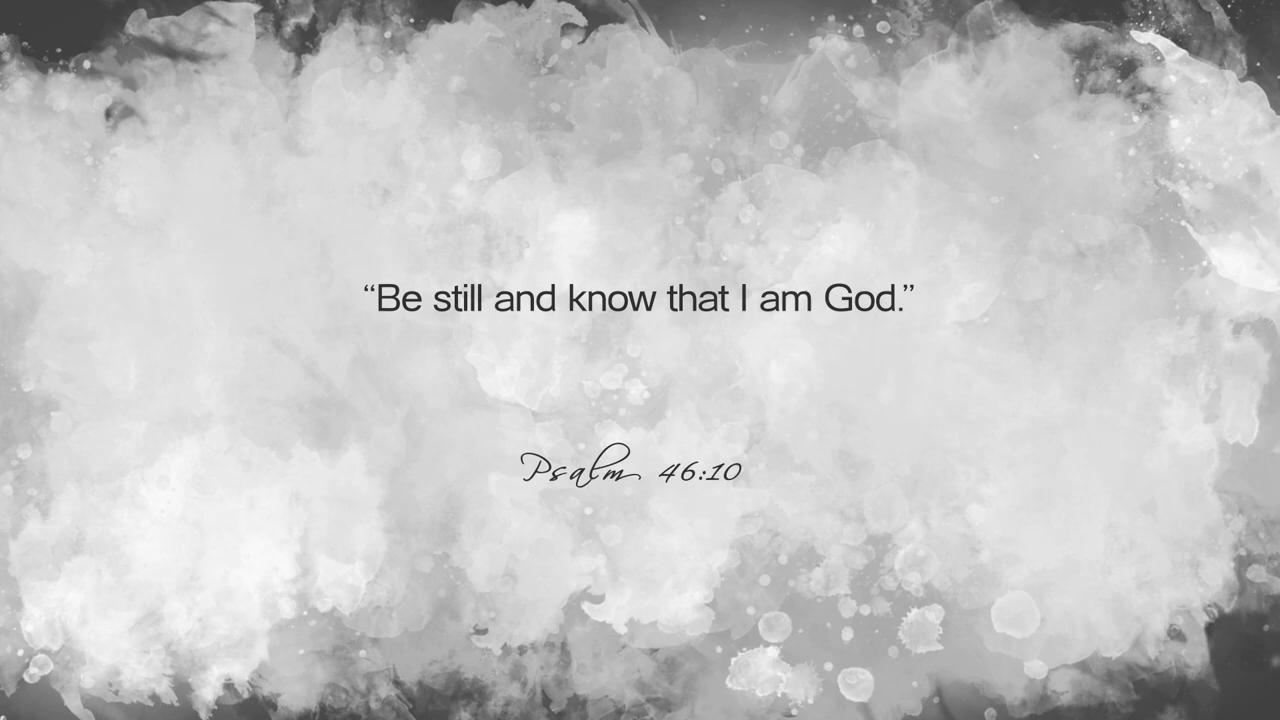 “Be still and know that I am God.”
Psalm 46:10